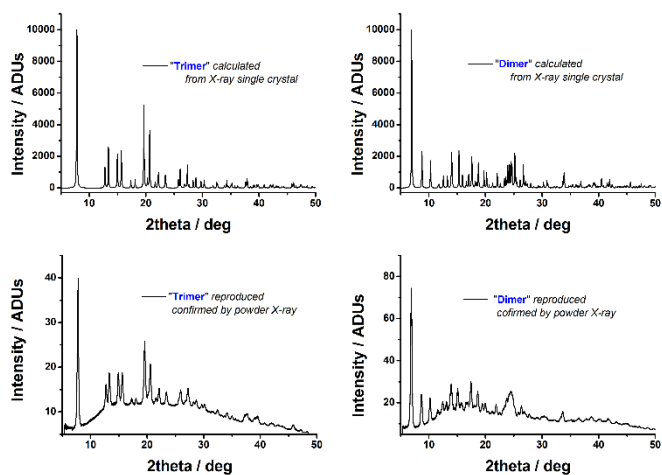 "Trimer" calculated
from X-ray single crystal
Intensity / ADUs
10000
8000
6000
4000
2000
0
10 20 30 40 50
2theta / deg
"Dimer" calculated
from X-ray single crystal
Intensity / ADUs
10000
8000
6000
4000
2000
0
10 20 30 40 50
2theta / deg
"Trimer" reproduced
confirmed by powder X-ray
Intensity / ADUs
40
30
20
10
10 20 30 40 50
2theta / deg
"Dimer" reproduced
cofirmed by powder X-ray
Intensity / ADUs
80
60
40
20
10 20 30 40 50
2theta / deg